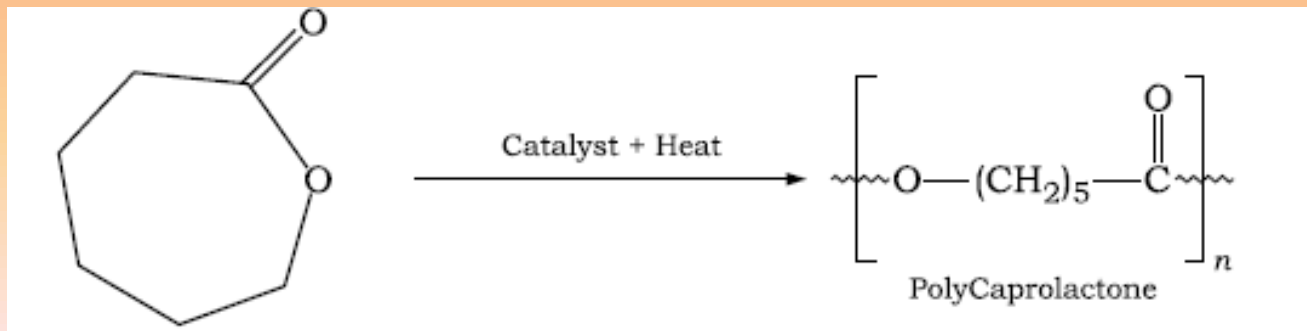 O
O
Catalyst + Heat
O
O—(CH₂)₅—C
n
PolyCaprolactone